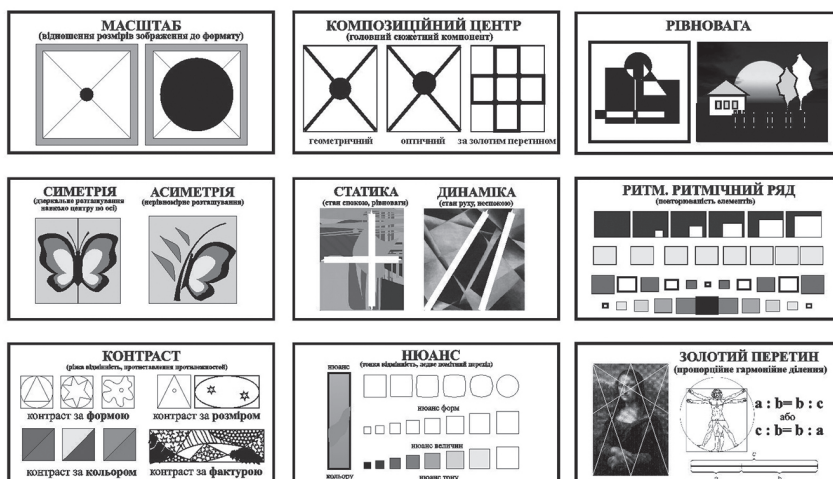 МАСШТАБ
(відношення розмірів зображення до формату)
КОМПОЗИЦІЙНИЙ ЦЕНТР
(головний сюжетний компонент)
геометричний оптичний за золотим перетином
РІВНОВАГА
СИМЕТРІЯ
(дзеркальне розташування
навколо центру по осі)
АСИМЕТРІЯ
(нерівномірне розташування)
СТАТИКА
(стан спокою, рівноваги)
ДИНАМІКА
(стан руху, неспокою)
РИТМ. РИТМІЧНИЙ РЯД
(повторюваність елементів)
КОНТРАСТ
(різка відмінність, протиставлення протилежностей)
контраст за формою
контраст за розміром
контраст за кольором
контраст за фактурою
НЮАНС
(тонка відмінність, ледве помітний перехід)
нюанс
кольору
нюанс форм
нюанс величин
нюанс тону
ЗОЛОТИЙ ПЕРЕТИН
(пропорційне гармонійне ділення)
a : b= b : c
або
c : b= b : a
c
a b